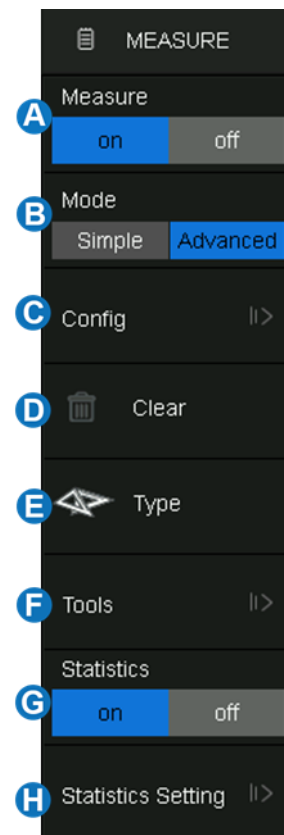 MEASURE
A
Measure
on off
B
Mode
Simple Advanced
C
Config
D
Clear
E
Type
F
Tools
Statistics
G
on off
H
Statistics Setting